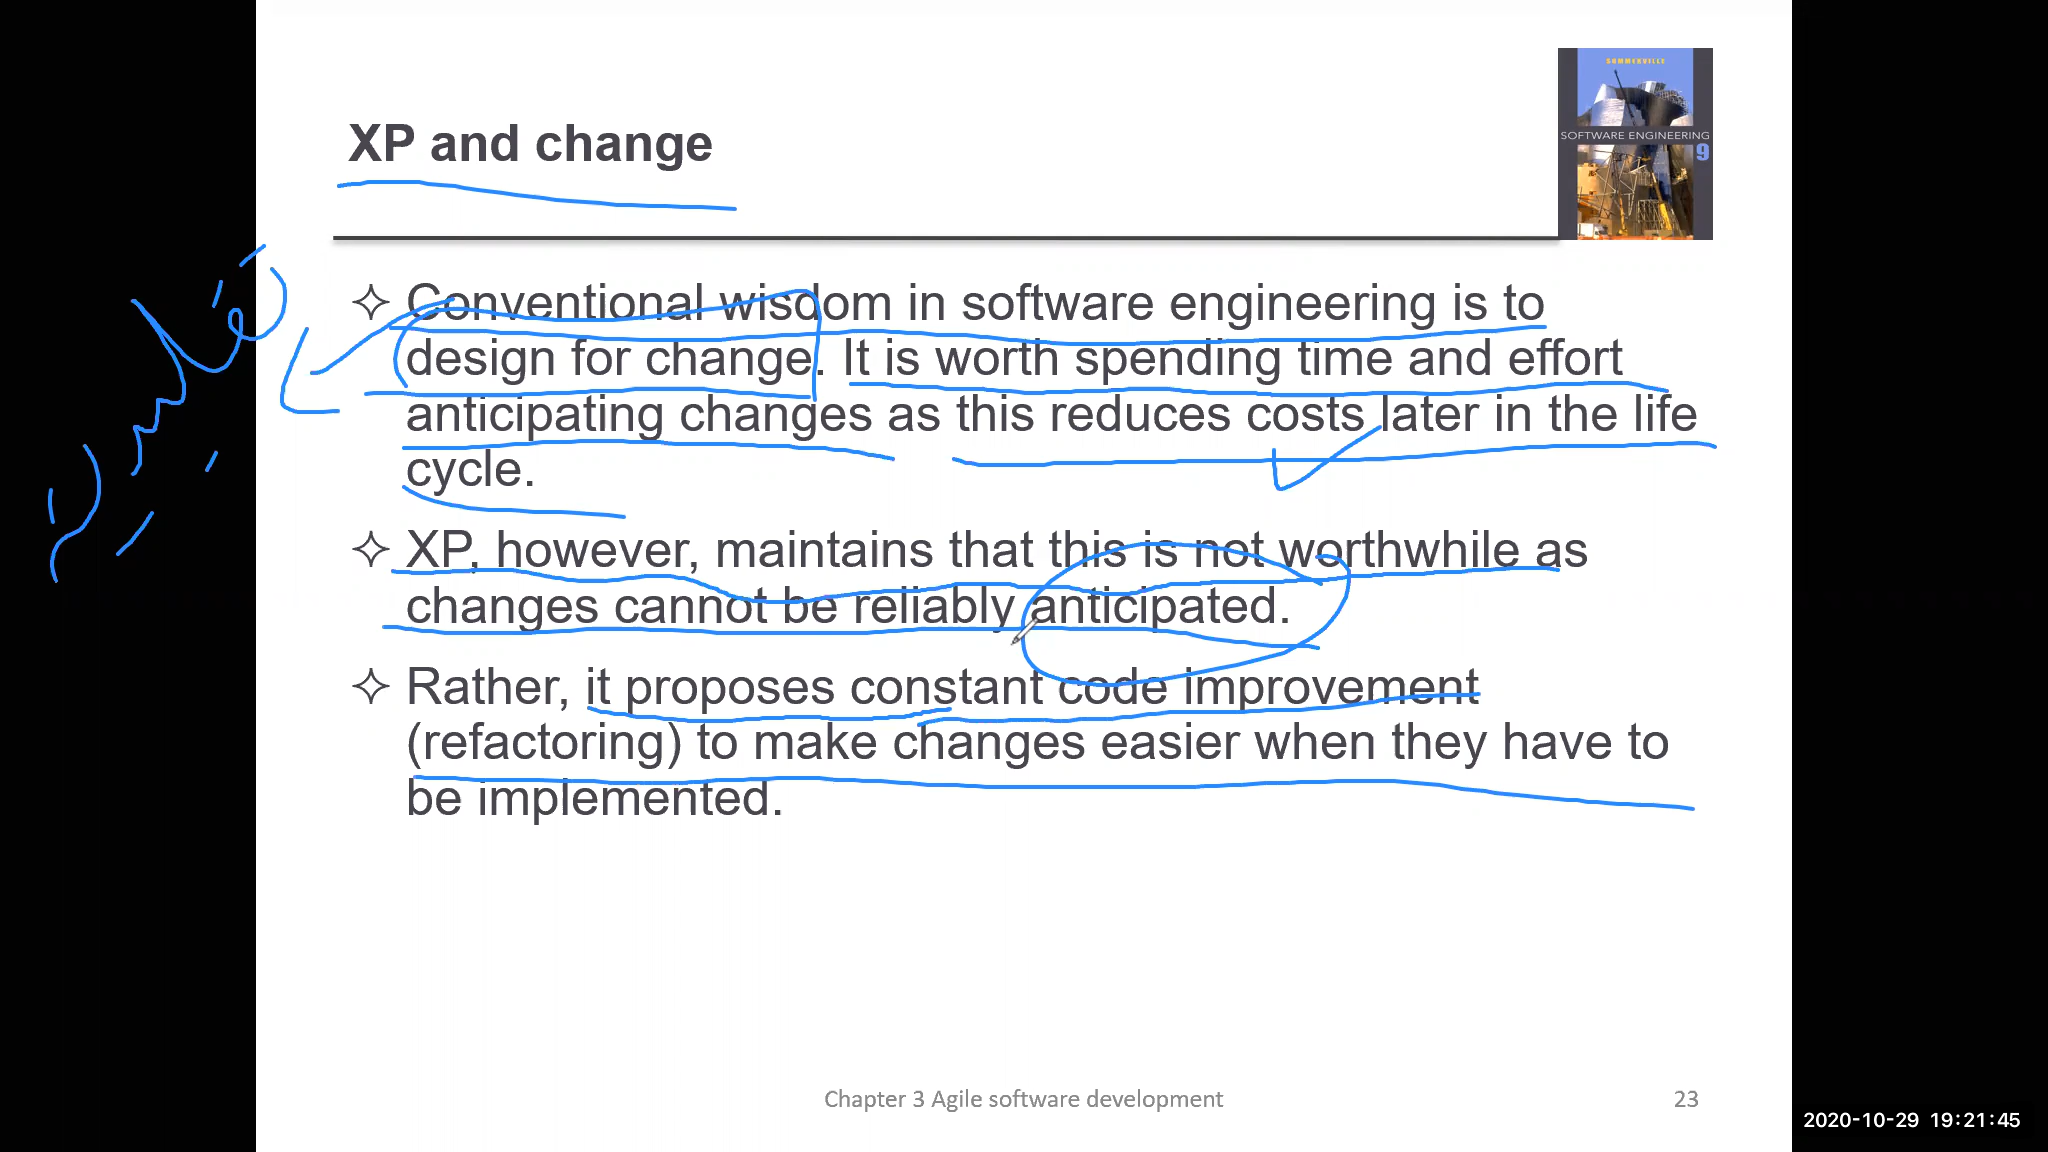 SOMMERVILLE
SOFTWARE ENGINEERING
9
XP and change
✧ Conventional wisdom in software engineering is to
design for change. It is worth spending time and effort
anticipating changes as this reduces costs later in the life
cycle.
✧ XP, however, maintains that this is not worthwhile as
changes cannot be reliably anticipated.
✧ Rather, it proposes constant code improvement
(refactoring) to make changes easier when they have to
be implemented.
Chapter 3 Agile software development
23
2020-10-29 19:21:45